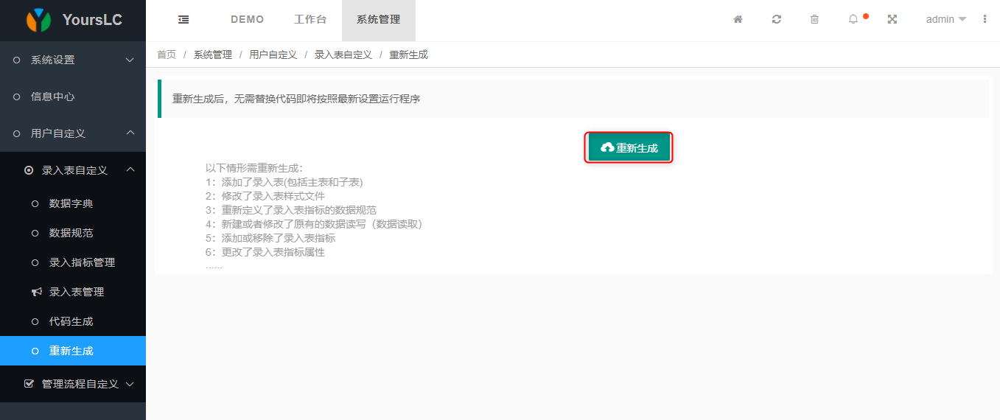 YoursLC
DEMO 工作台 系统管理 admin
首页 / 系统管理 / 用户自定义 / 录入表自定义 / 重新生成
系统设置
信息中心
用户自定义
录入表自定义
数据字典
数据规范
录入指标管理
录入表管理
代码生成
重新生成
管理流程自定义
重新生成后，无需替换代码即将按照最新设置运行程序
重新生成
以下情形需重新生成：
1：添加了录入表(包括主表和子表)
2：修改了录入表样式文件
3：重新定义了录入表指标的数据规范
4：新建或者修改了原有的数据读写（数据读取）
5：添加或移除了录入表指标
6：更改了录入表指标属性
......